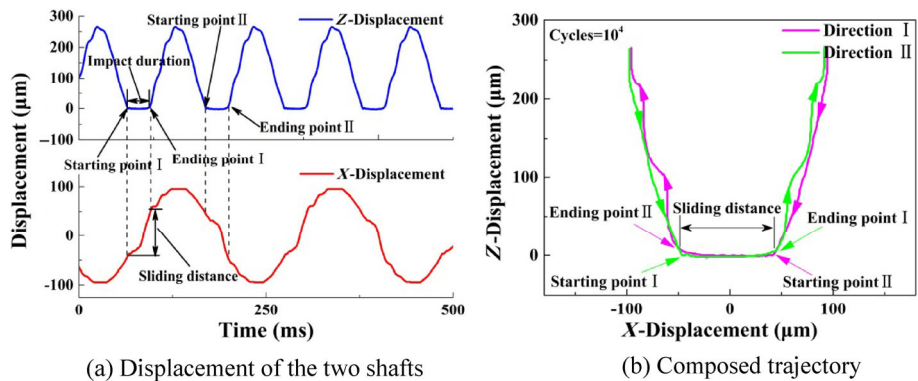 Starting point II
Z-Displacement
Impact duration
Ending point II
Starting point I
Ending point I
X-Displacement
Sliding distance
300
200
100
0
−100
100
0
-100
Displacement (μm)
0
250
500
Time (ms)
(a) Displacement of the two shafts
Cycles=10⁴
Direction I
Direction II
300
200
100
0
Z-Displacement (μm)
Ending point II
Sliding distance
Ending point I
Starting point I
Starting point II
-100
0
100
X-Displacement (μm)
(b) Composed trajectory